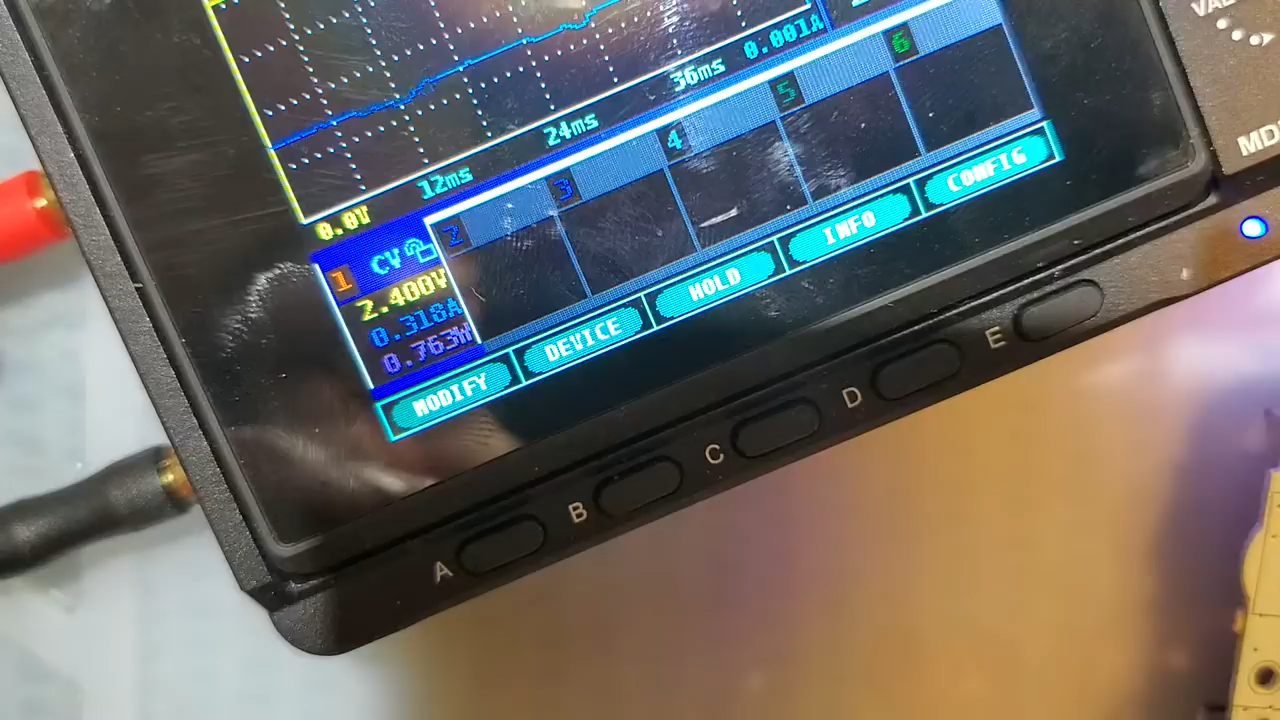 0.001A
36ms
24ms
12ms
0.0V
1 CV
2.400V
0.318A
0.763W
2
3
4
5
6
MODIFY
DEVICE
HOLD
INFO
CONFIG
A
B
C
D
E